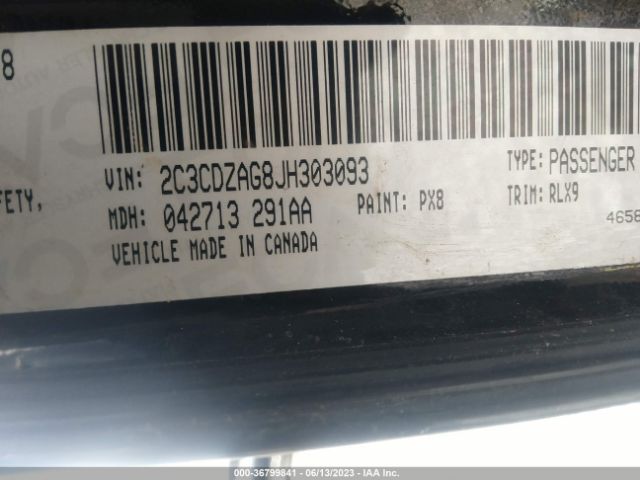 8
VIN: 2C3CDZAG8JH303093 TYPE: PASSENGER
FETY, MDH: 042713 291AA PAINT: PX8 TRIM: RLX9
VEHICLE MADE IN CANADA 4658
000-36799841 - 06/13/2023 - IAA Inc.